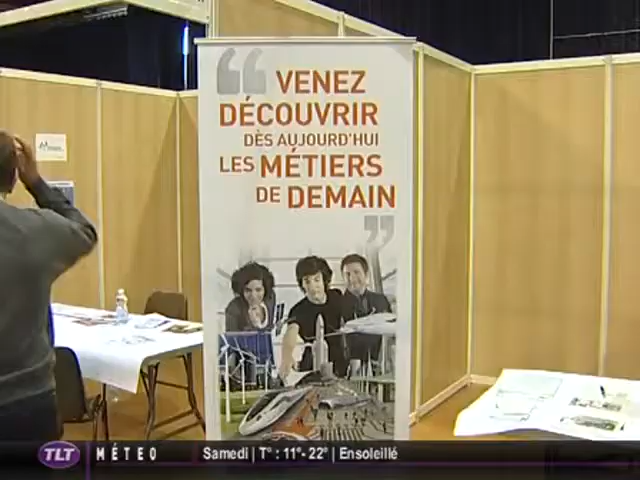 “ VENEZ
DÉCOUVRIR
DÈS AUJOURD'HUI
LES MÉTIERS
DE DEMAIN
”
TLT MÉTEO Samedi | T° : 11°- 22° | Ensoleillé